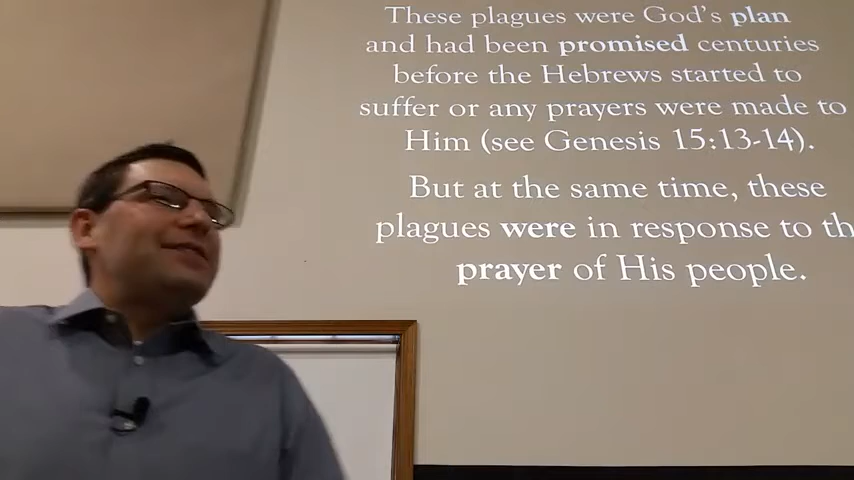 These plagues were God's plan
and had been promised centuries
before the Hebrews started to
suffer or any prayers were made to
Him (see Genesis 15:13-14).
But at the same time, these
plagues were in response to th
prayer of His people.